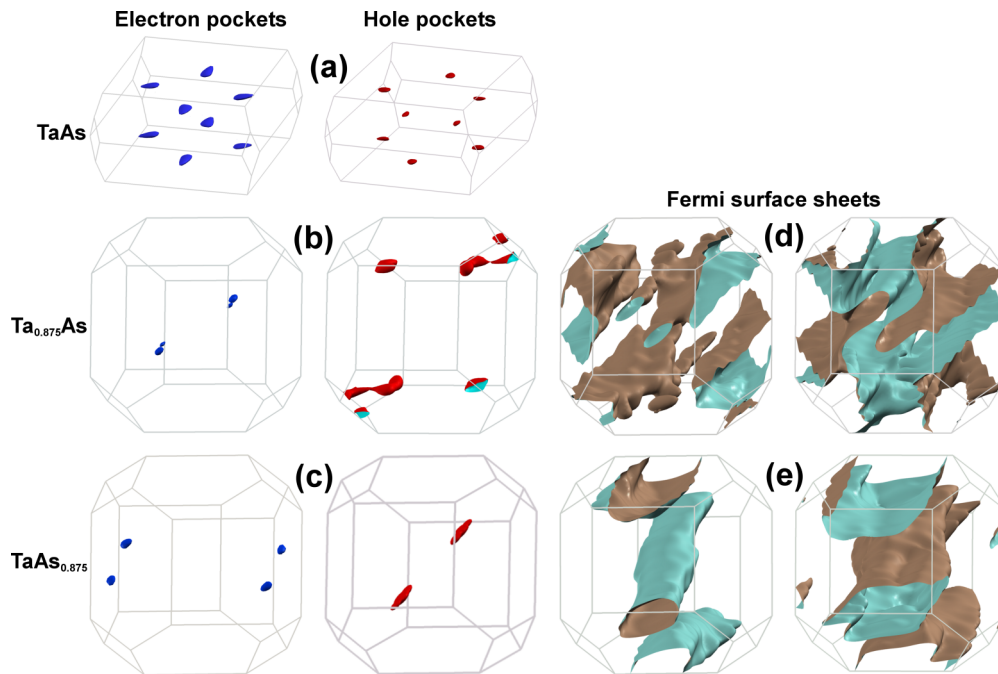 Electron pockets
Hole pockets
(a)
TaAs
Fermi surface sheets
(b)
(d)
Ta₀.₈₇₅As
(c)
(e)
TaAs₀.₈₇₅